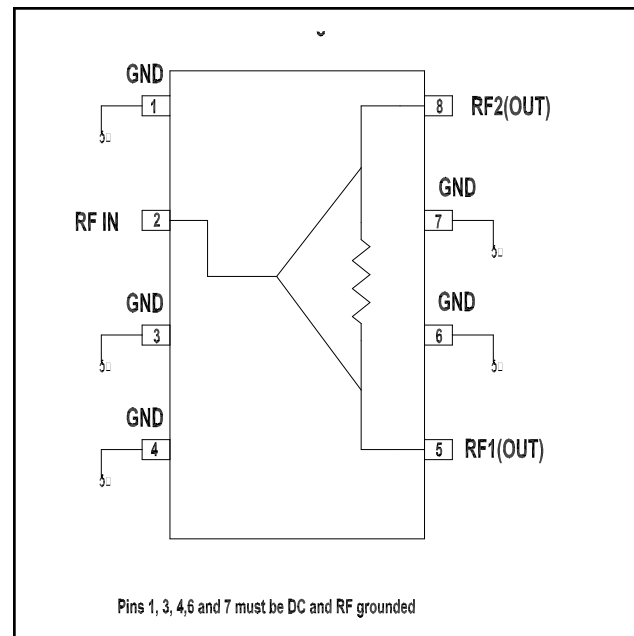 GND
1
8 RF2(OUT)
GND
RF IN 2
7
GND
GND
3
6
GND
4
5 RF1(OUT)
Pins 1, 3, 4,6 and 7 must be DC and RF grounded